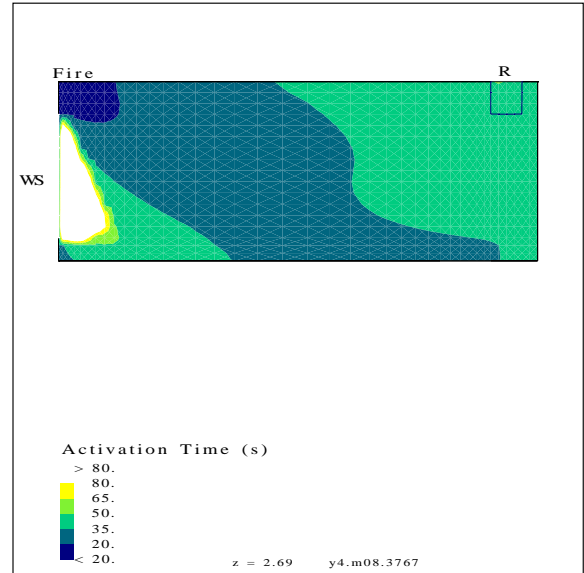 Fire
R
WS
Activation Time (s)
> 80.
80.
65.
50.
35.
20.
< 20.
z = 2.69 y4.m08.3767